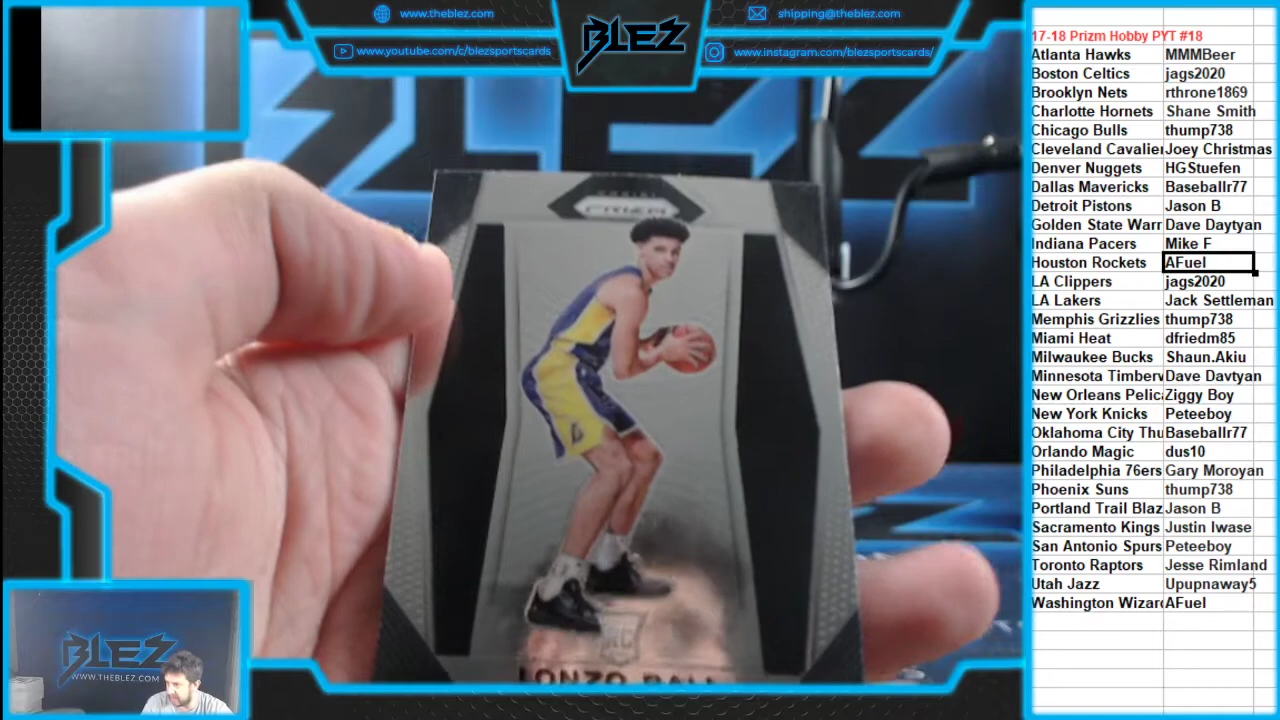 www.theblez.com
www.youtube.com/c/blezsportscards
BLEZ
shipping@theblez.com
www.instagram.com/blezsportscards/
17-18 Prizm Hobby PYT #18
Atlanta Hawks MMMBeer
Boston Celtics jags2020
Brooklyn Nets rthrone1869
Charlotte Hornets Shane Smith
Chicago Bulls thump738
Cleveland Cavalier Joey Christmas
Denver Nuggets HGStuefen
Dallas Mavericks Baseballr77
Detroit Pistons Jason B
Golden State Warr Dave Daytyan
Indiana Pacers Mike F
Houston Rockets AFuel
LA Clippers jags2020
LA Lakers Jack Settleman
Memphis Grizzlies thump738
Miami Heat dfriedm85
Milwaukee Bucks Shaun.Akiu
Minnesota Timberv Dave Davtyan
New Orleans Pelica Ziggy Boy
New York Knicks Peteeboy
Oklahoma City Thu Baseballr77
Orlando Magic dus10
Philadelphia 76ers Gary Moroyan
Phoenix Suns thump738
Portland Trail Blaz Jason B
Sacramento Kings Justin Iwase
San Antonio Spurs Peteeboy
Toronto Raptors Jesse Rimland
Utah Jazz Upupnaway5
Washington Wizard AFuel
BLEZ
PANINI
PRIZM
RC
LONZO BALL
BLEZ
WWW.THEBLEZ.COM